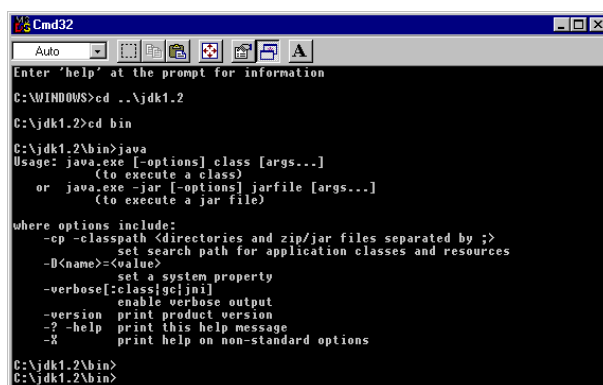 Cmd32
Auto
A
Enter 'help' at the prompt for information
C:\WINDOWS>cd ..\jdk1.2
C:\jdk1.2>cd bin
C:\jdk1.2\bin>java
Usage: java.exe [-options] class [args...]
(to execute a class)
or java.exe -jar [-options] jarfile [args...]
(to execute a jar file)
where options include:
-cp -classpath <directories and zip/jar files separated by ;>
set search path for application classes and resources
-D<name>=<value>
set a system property
-verbose[:class|gc|jni]
enable verbose output
-version print product version
-? -help print this help message
-X print help on non-standard options
C:\jdk1.2\bin>
C:\jdk1.2\bin>